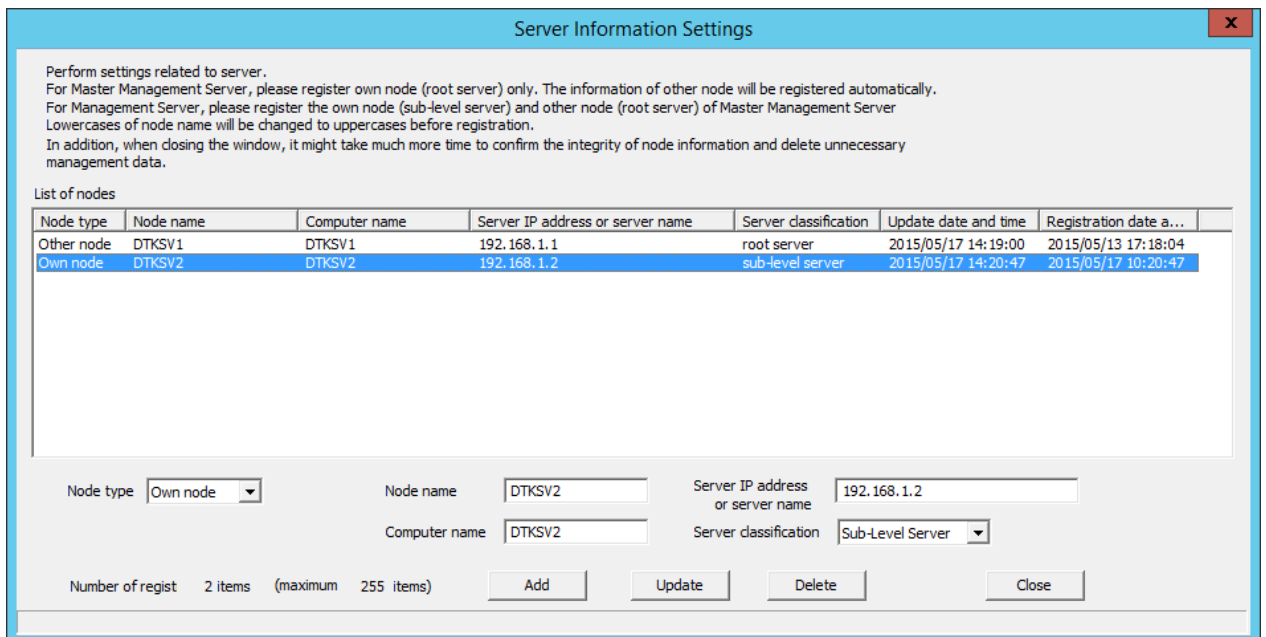 Server Information Settings
x
Perform settings related to server.
For Master Management Server, please register own node (root server) only. The information of other node will be registered automatically.
For Management Server, please register the own node (sub-level server) and other node (root server) of Master Management Server
Lowercases of node name will be changed to uppercases before registration.
In addition, when closing the window, it might take much more time to confirm the integrity of node information and delete unnecessary
management data.
List of nodes
Node type Node name Computer name Server IP address or server name Server classification Update date and time Registration date a...
Other node DTKSV1 DTKSV1 192.168.1.1 root server 2015/05/17 14:19:00 2015/05/13 17:18:04
Own node DTKSV2 DTKSV2 192.168.1.2 sub-level server 2015/05/17 14:20:47 2015/05/17 10:20:47
Node type Own node Node name DTKSV2 Server IP address or server name 192.168.1.2
Computer name DTKSV2 Server classification Sub-Level Server
Number of regist 2 items (maximum 255 items) Add Update Delete Close